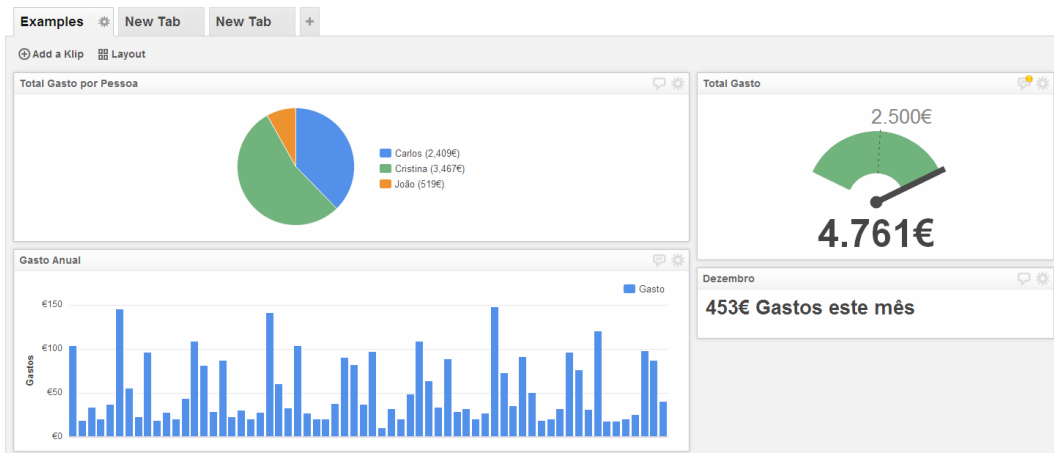 Examples New Tab New Tab +
Add a Klip Layout
Total Gasto por Pessoa
Carlos (2,409€)
Cristina (3,467€)
João (519€)
Total Gasto
2.500€
4.761€
Gasto Anual
Gasto
€150
€100
€50
€0
Gastos
Dezembro
453€ Gastos este mês